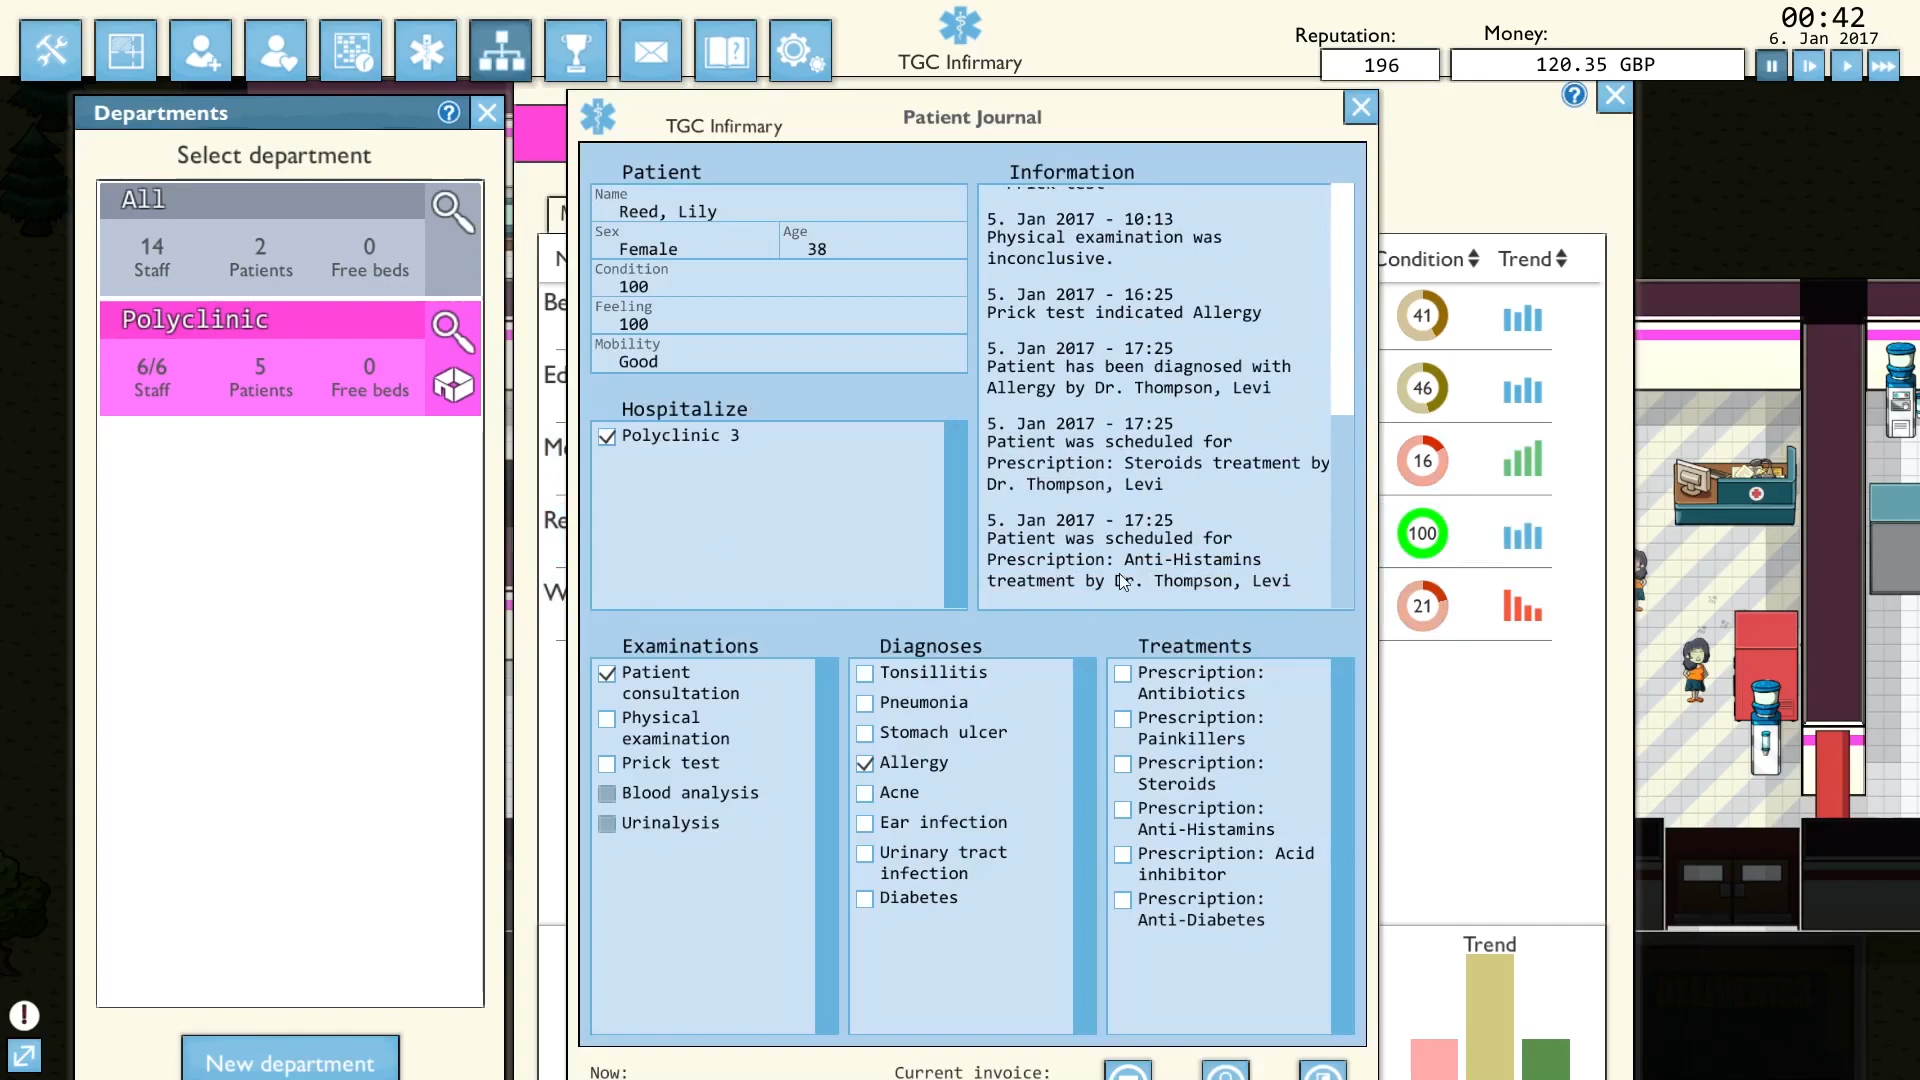 TGC Infirmary
Reputation:
196
Money:
120.35 GBP
00:42
6. Jan 2017
Departments
Select department
All
14 2 0
Staff Patients Free beds
Polyclinic
6/6 5 0
Staff Patients Free beds
New department
TGC Infirmary
Patient Journal
Patient
Name
Reed, Lily
Sex
Female
Age
38
Condition
100
Feeling
100
Mobility
Good
Hospitalize
Polyclinic 3
Information
Prick test
5. Jan 2017 - 10:13
Physical examination was
inconclusive.
5. Jan 2017 - 16:25
Prick test indicated Allergy
5. Jan 2017 - 17:25
Patient has been diagnosed with
Allergy by Dr. Thompson, Levi
5. Jan 2017 - 17:25
Patient was scheduled for
Prescription: Steroids treatment by
Dr. Thompson, Levi
5. Jan 2017 - 17:25
Patient was scheduled for
Prescription: Anti-Histamins
treatment by Dr. Thompson, Levi
Examinations
Patient
consultation
Physical
examination
Prick test
Blood analysis
Urinalysis
Diagnoses
Tonsillitis
Pneumonia
Stomach ulcer
Allergy
Acne
Ear infection
Urinary tract
infection
Diabetes
Treatments
Prescription:
Antibiotics
Prescription:
Painkillers
Prescription:
Steroids
Prescription:
Anti-Histamins
Prescription: Acid
inhibitor
Prescription:
Anti-Diabetes
Now:
Current invoice:
Condition Trend
41
46
16
100
21
Trend